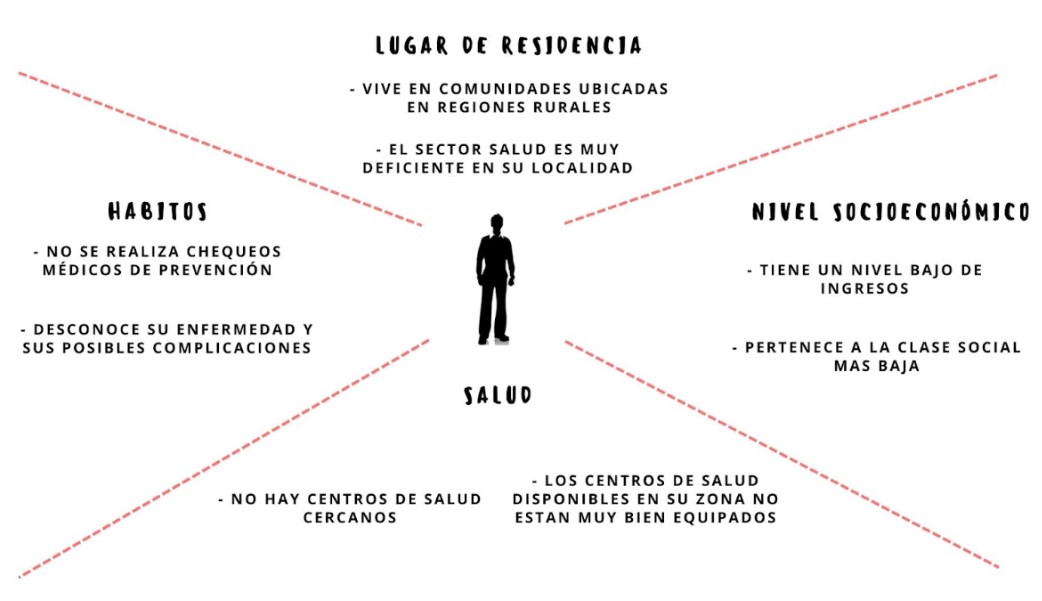 LUGAR DE RESIDENCIA
- VIVE EN COMUNIDADES UBICADAS
EN REGIONES RURALES
- EL SECTOR SALUD ES MUY
DEFICIENTE EN SU LOCALIDAD
HABITOS
- NO SE REALIZA CHEQUEOS
MÉDICOS DE PREVENCIÓN
- DESCONOCE SU ENFERMEDAD Y
SUS POSIBLES COMPLICACIONES
NIVEL SOCIOECONÓMICO
- TIENE UN NIVEL BAJO DE
INGRESOS
- PERTENECE A LA CLASE SOCIAL
MAS BAJA
SALUD
- NO HAY CENTROS DE SALUD
CERCANOS
- LOS CENTROS DE SALUD
DISPONIBLES EN SU ZONA NO
ESTAN MUY BIEN EQUIPADOS